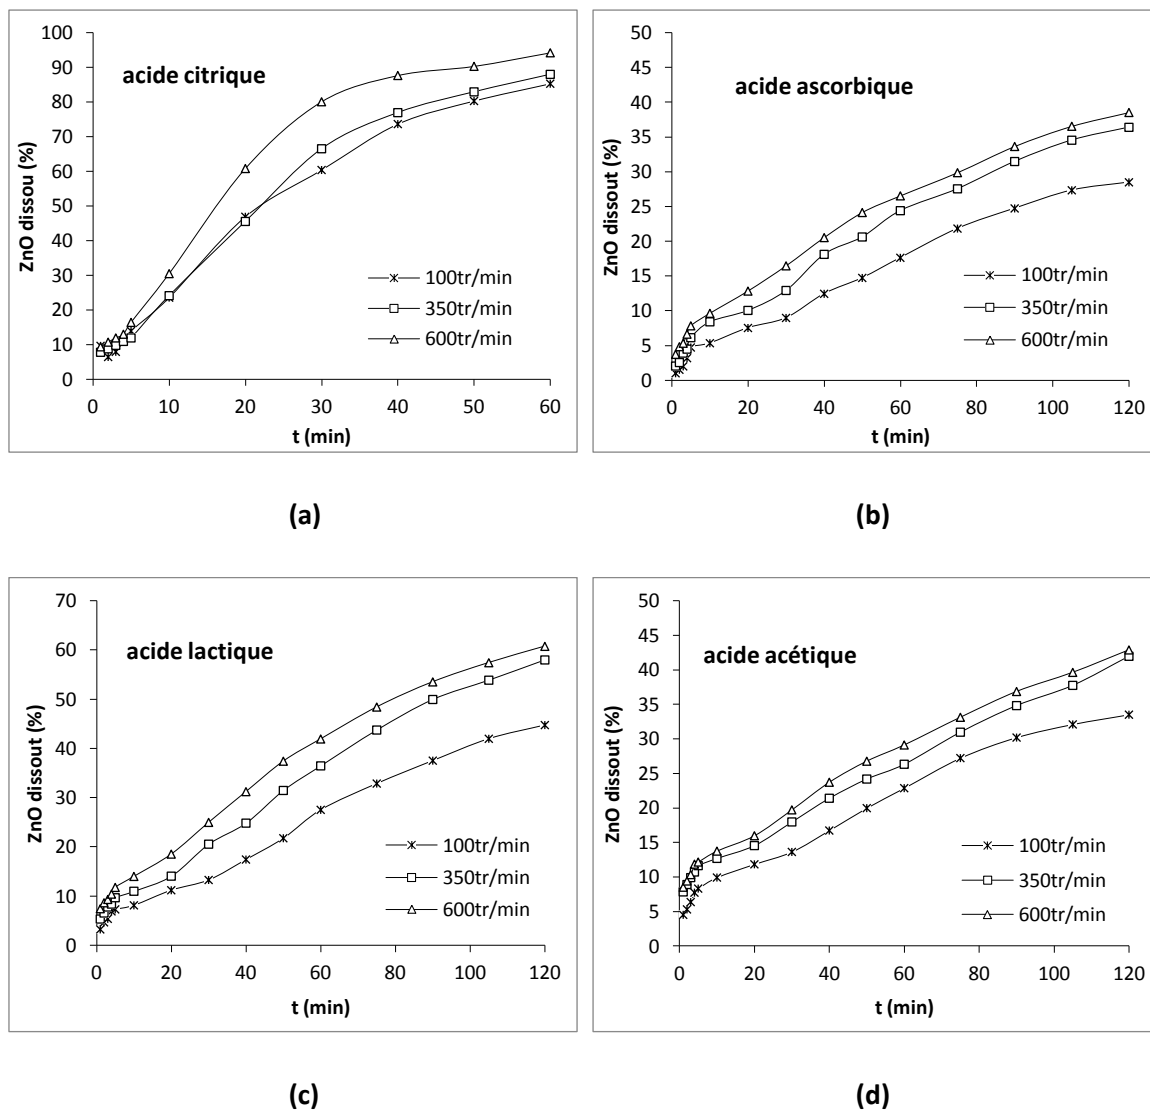 ZnO dissou (%)
100
90
80
70
60
50
40
30
20
10
0
acide citrique
100tr/min
350tr/min
600tr/min
0 10 20 30 40 50 60
t (min)
(a)
ZnO dissout (%)
50
45
40
35
30
25
20
15
10
5
0
acide ascorbique
100tr/min
350tr/min
600tr/min
0 20 40 60 80 100 120
t (min)
(b)
ZnO dissout (%)
70
60
50
40
30
20
10
0
acide lactique
100tr/min
350tr/min
600tr/min
0 20 40 60 80 100 120
t (min)
(c)
ZnO dissout (%)
50
45
40
35
30
25
20
15
10
5
0
acide acétique
100tr/min
350tr/min
600tr/min
0 20 40 60 80 100 120
t (min)
(d)